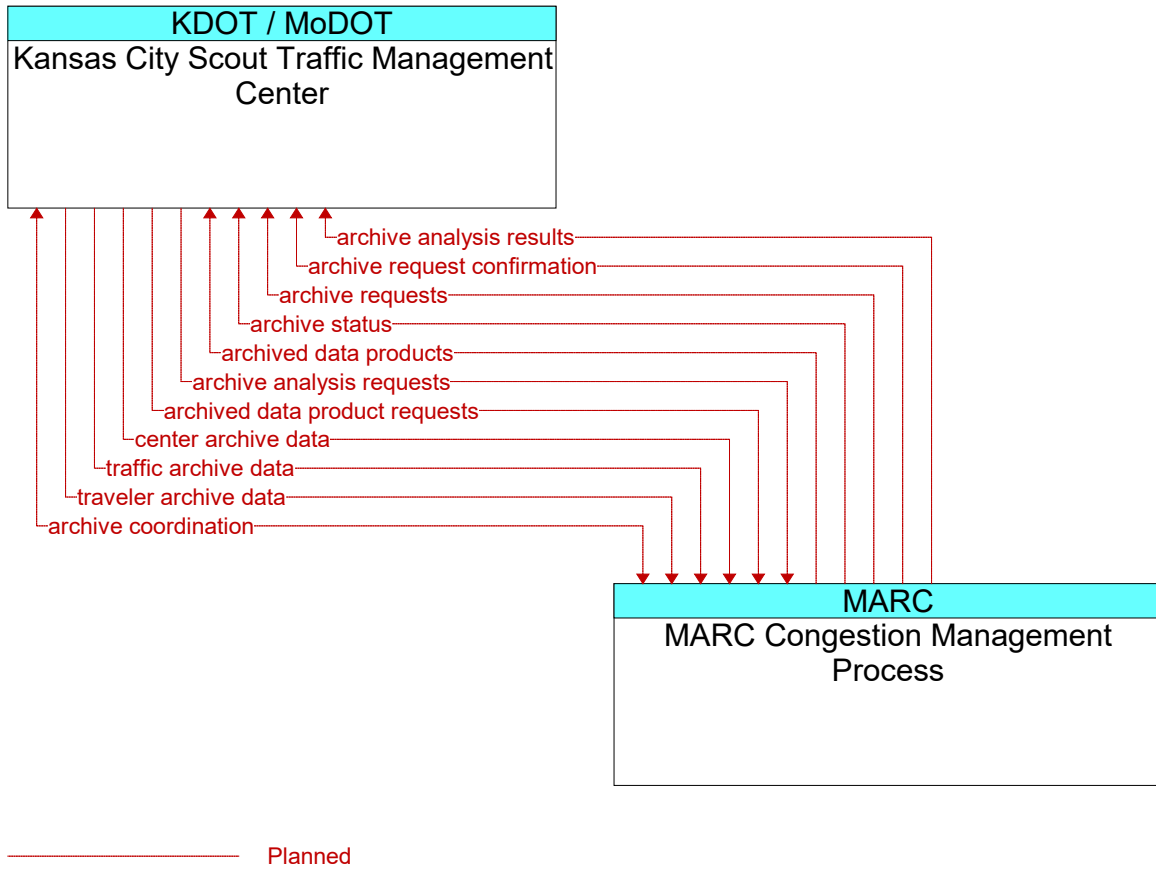 KDOT / MoDOT
Kansas City Scout Traffic Management
Center
archive analysis results
archive request confirmation
archive requests
archive status
archived data products
archive analysis requests
archived data product requests
center archive data
traffic archive data
traveler archive data
archive coordination
MARC
MARC Congestion Management
Process
Planned